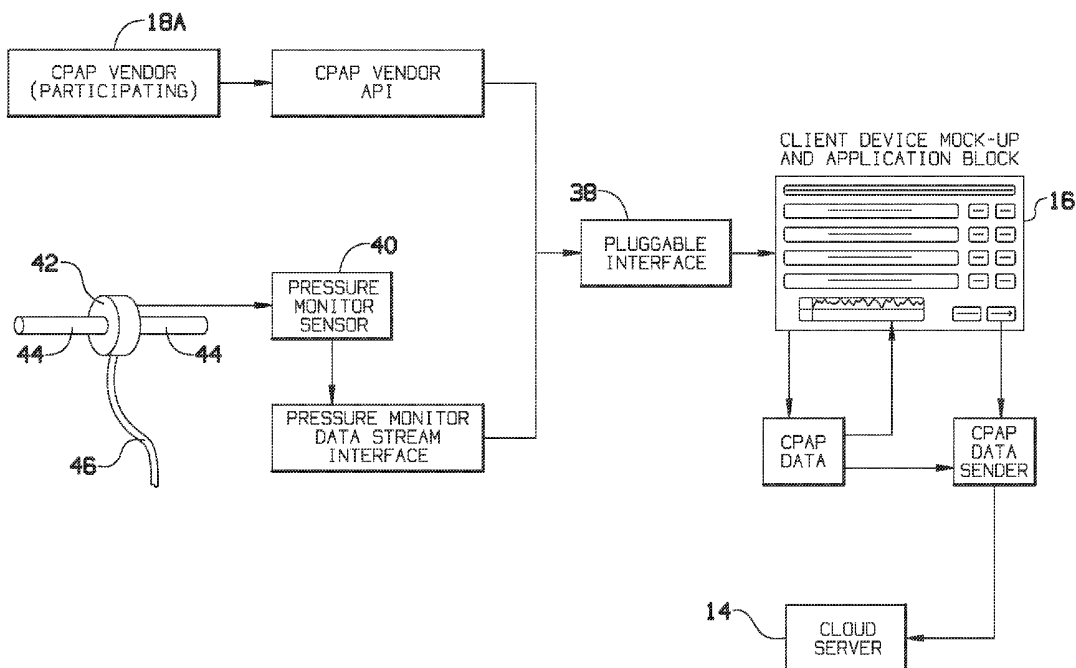 18A
CPAP VENDOR
(PARTICIPATING)
CPAP VENDOR
API
CLIENT DEVICE MOCK-UP
AND APPLICATION BLOCK
16
38
PLUGGABLE
INTERFACE
42
40
PRESSURE
MONITOR
SENSOR
44
44
PRESSURE MONITOR
DATA STREAM
INTERFACE
46
CPAP
DATA
CPAP
DATA
SENDER
14
CLOUD
SERVER